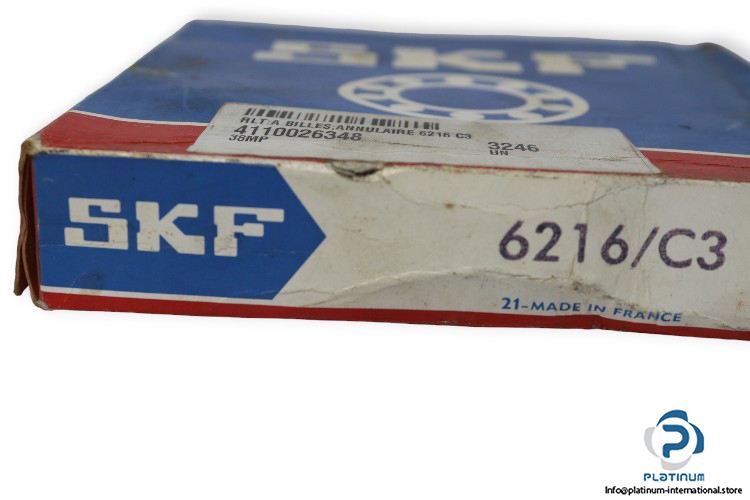 SKF
RLT:A BILLES:ANNULAIRE 6216 C3
4110026348 3246
38MP BN
SKF
6216/C3
21-MADE IN FRANCE
PLATINUM
Info@platinum-international.store